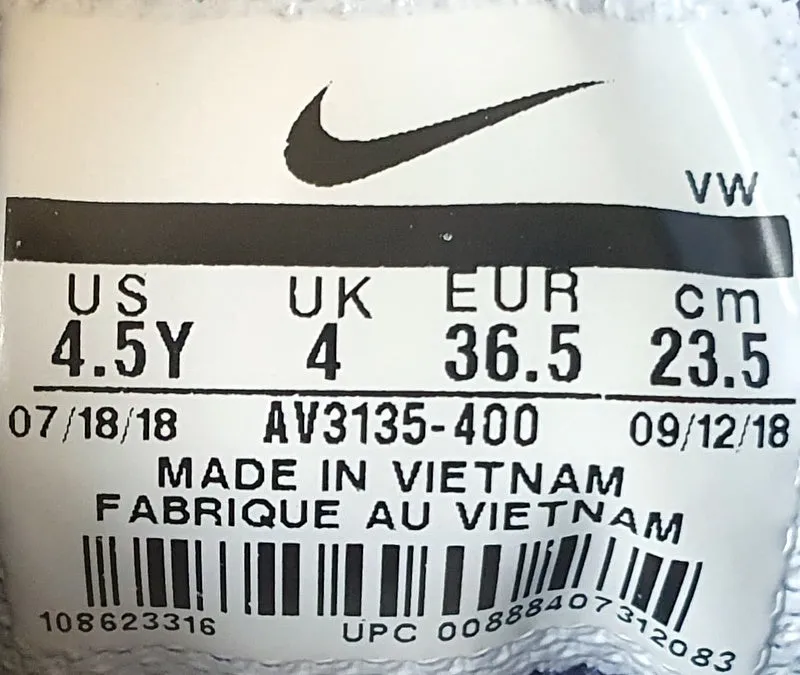 VW
US UK EUR cm
4.5Y 4 36.5 23.5
07/18/18 AV3135-400 09/12/18
MADE IN VIETNAM
FABRIQUE AU VIETNAM
108623316 UPC 00888407312083